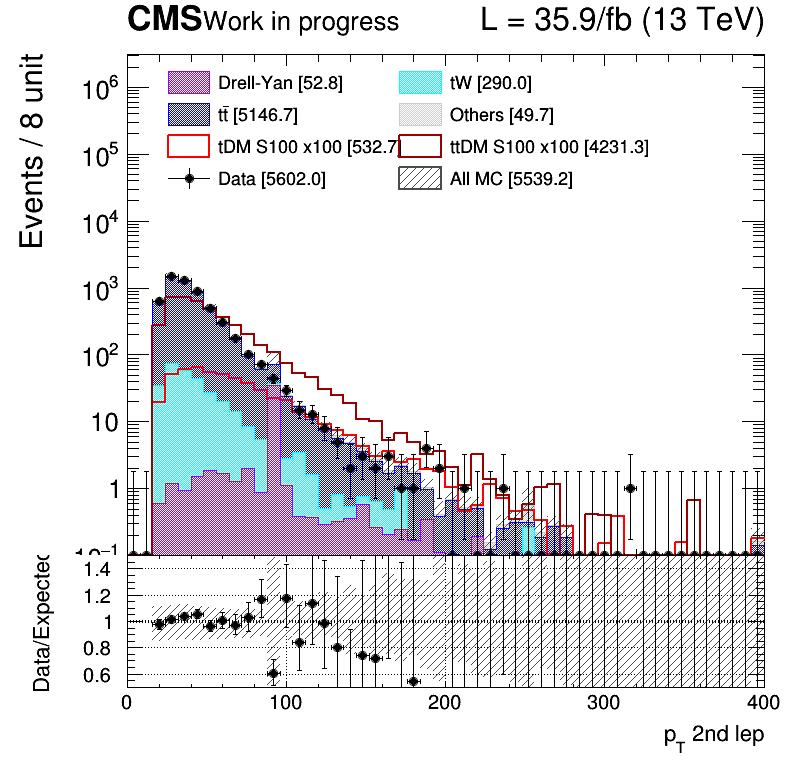 CMS Work in progress L = 35.9/fb (13 TeV)
Events / 8 unit
10⁶
10⁵
10⁴
10³
10²
10
1
10⁻¹
Drell-Yan [52.8] tW [290.0]
tt̄ [5146.7] Others [49.7]
tDM S100 x100 [532.7] ttDM S100 x100 [4231.3]
Data [5602.0] All MC [5539.2]
Data/Expected
1.4
1.2
1
0.8
0.6
0 100 200 300 400
p_T 2nd lep